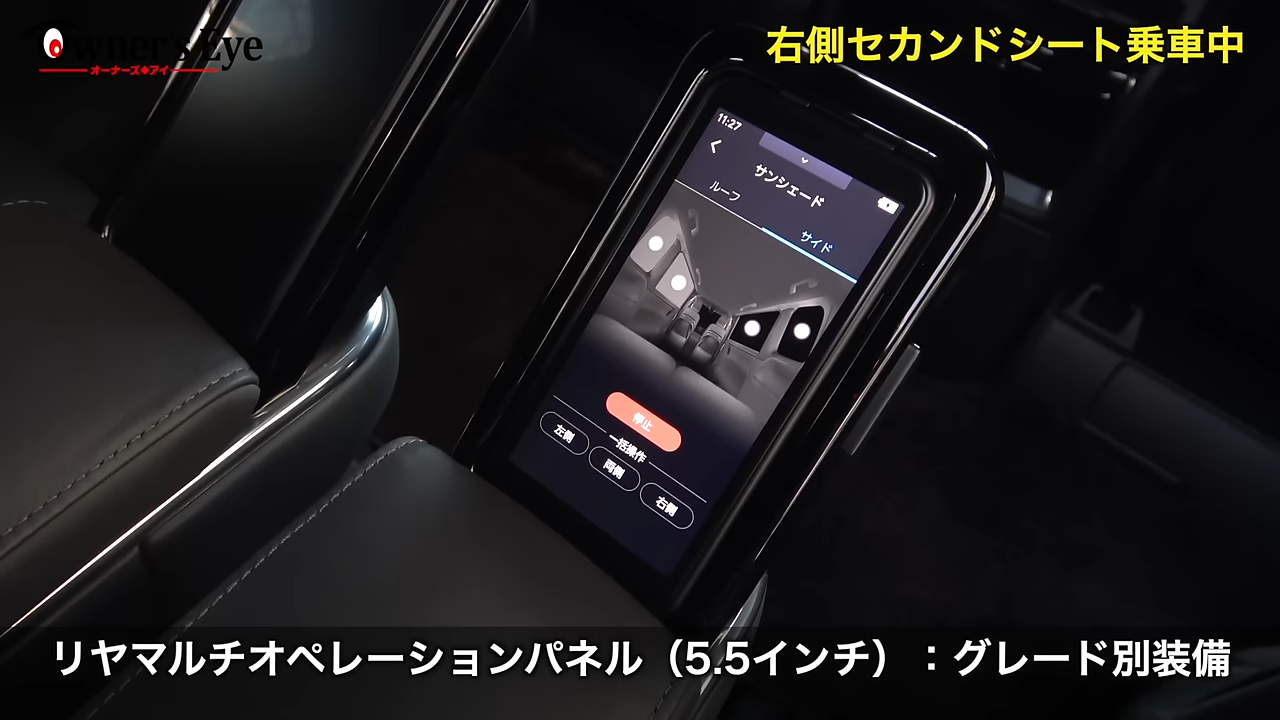 Owner's Eye
オーナーズ◆アイ
右側セカンドシート乗車中
11:27
サンシェード
ルーフ
サイド
停止
一括操作
左側
両側
右側
リヤマルチオペレーションパネル（5.5インチ）：グレード別装備